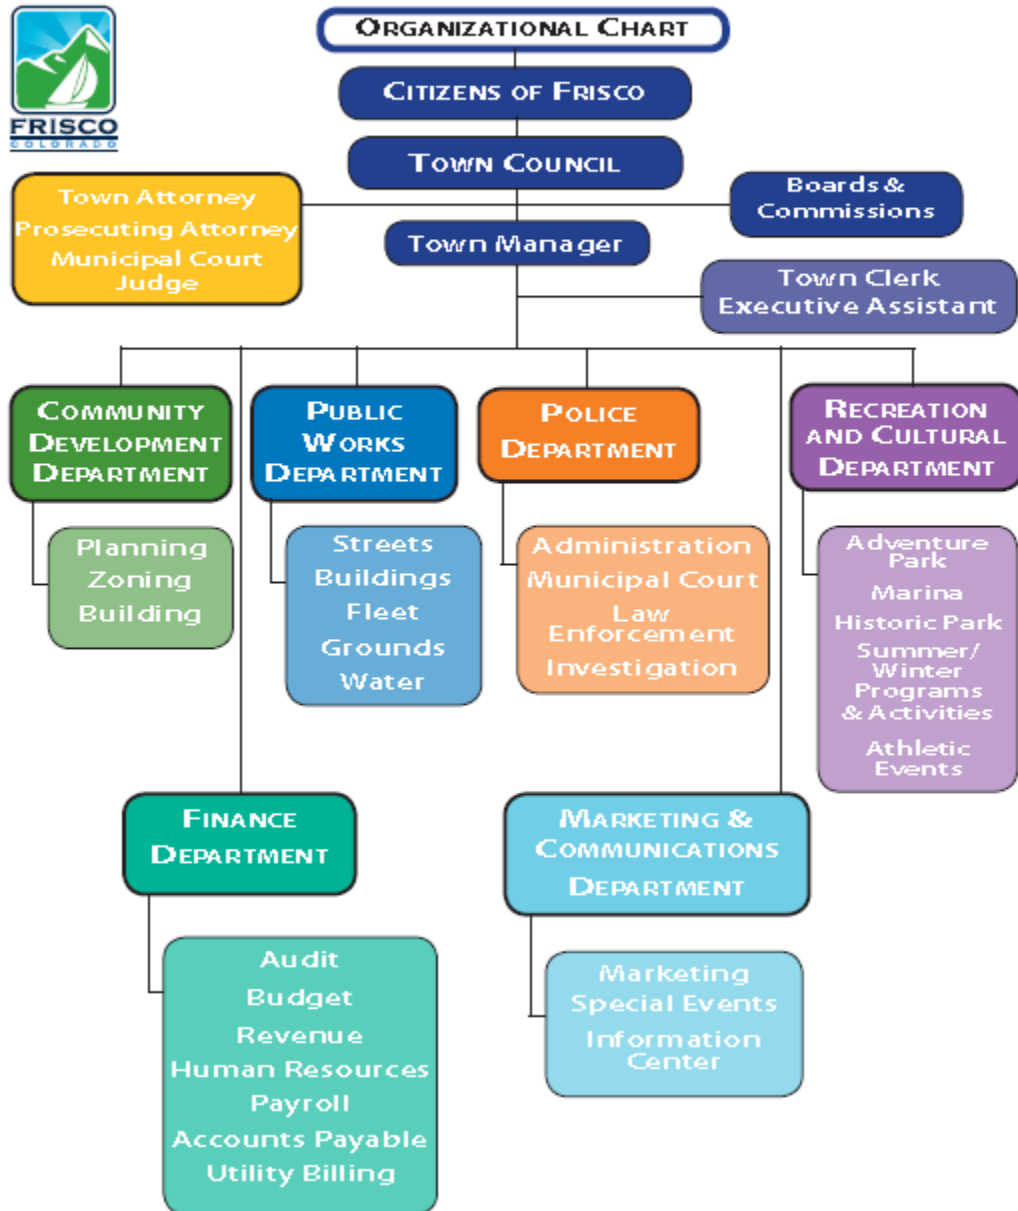 ORGANIZATIONAL CHART
FRISCO
COLORADO
CITIZENS OF FRISCO
TOWN COUNCIL
Town Attorney
Prosecuting Attorney
Municipal Court
Judge
Boards &
Commissions
Town Manager
Town Clerk
Executive Assistant
COMMUNITY
DEVELOPMENT
DEPARTMENT
PUBLIC
WORKS
DEPARTMENT
POLICE
DEPARTMENT
RECREATION
AND CULTURAL
DEPARTMENT
Planning
Zoning
Building
Streets
Buildings
Fleet
Grounds
Water
Administration
Municipal Court
Law
Enforcement
Investigation
Adventure
Park
Marina
Historic Park
Summer/
Winter
Programs
& Activities
Athletic
Events
FINANCE
DEPARTMENT
MARKETING &
COMMUNICATIONS
DEPARTMENT
Audit
Budget
Revenue
Human Resources
Payroll
Accounts Payable
Utility Billing
Marketing
Special Events
Information
Center